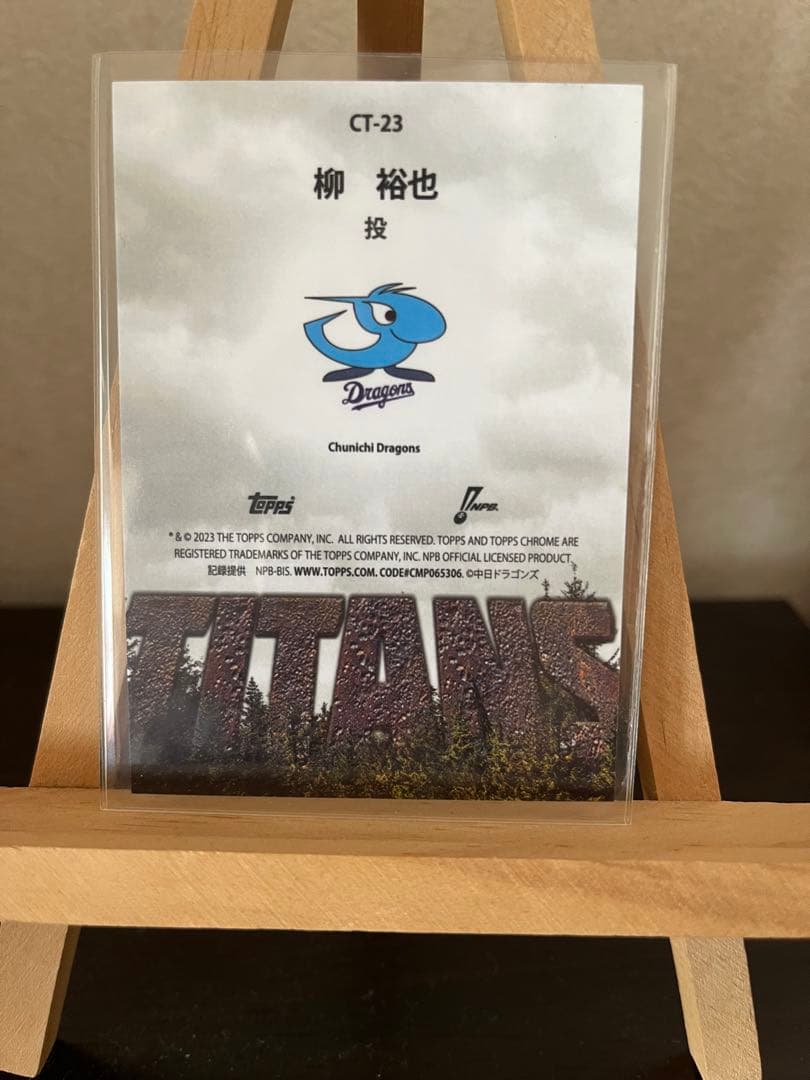 CT-23
柳　裕也
投
Dragons
Chunichi Dragons
topps NPB
* & © 2023 THE TOPPS COMPANY, INC. ALL RIGHTS RESERVED. TOPPS AND TOPPS CHROME ARE
REGISTERED TRADEMARKS OF THE TOPPS COMPANY, INC. NPB OFFICIAL LICENSED PRODUCT.
記録提供 NPB-BIS. WWW.TOPPS.COM. CODE#CMP065306. ©中日ドラゴンズ
TITANS